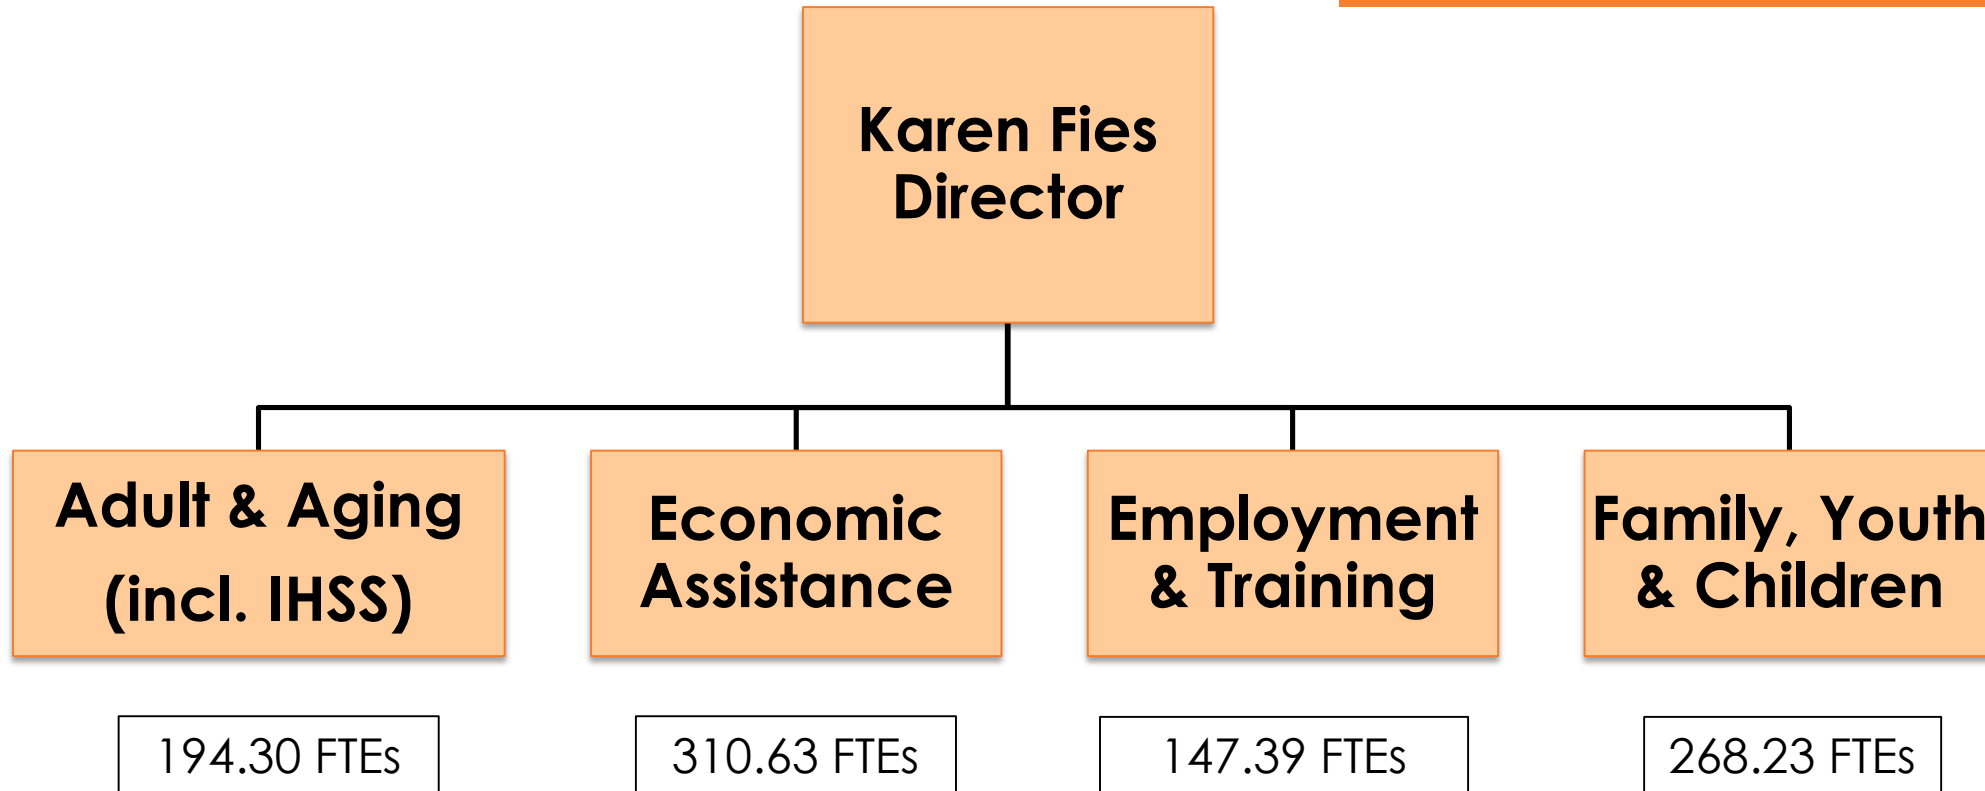 Karen Fies
Director
Adult & Aging
(incl. IHSS)
Economic
Assistance
Employment
& Training
Family, Youth
& Children
194.30 FTEs
310.63 FTEs
147.39 FTEs
268.23 FTEs